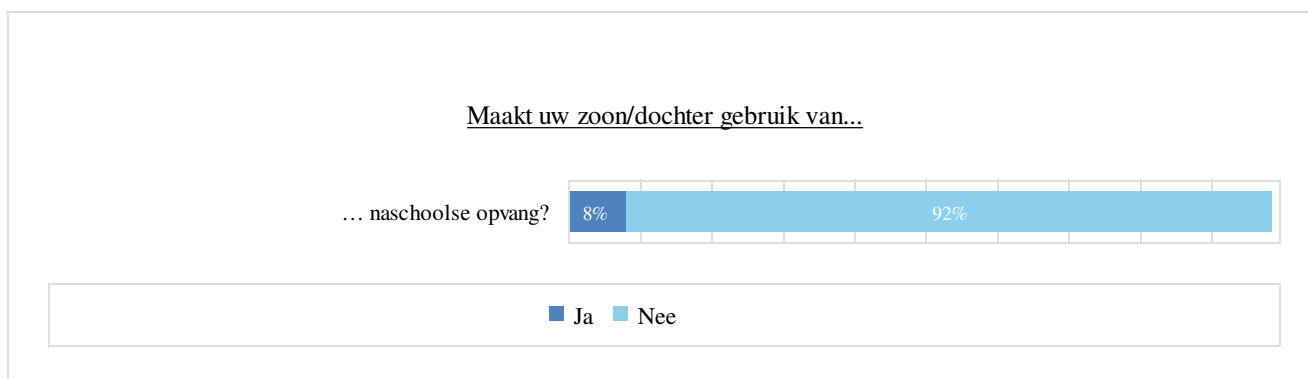 Maakt uw zoon/dochter gebruik van...
… naschoolse opvang?
8%
92%
Ja
Nee